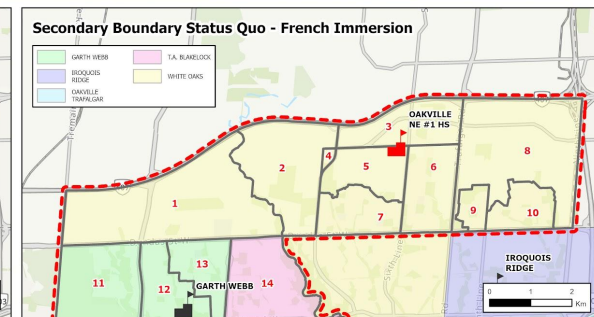 Secondary Boundary Status Quo - French Immersion
GARTH WEBB
T.A. BLAKELOCK
IROQUOIS
RIDGE
WHITE OAKS
OAKVILLE
TRAFALGAR
OAKVILLE
NE #1 HS
3
4
2
5
6
8
1
7
9
10
11
12
13
14
GARTH WEBB
IROQUOIS
RIDGE
0 1 2
Km